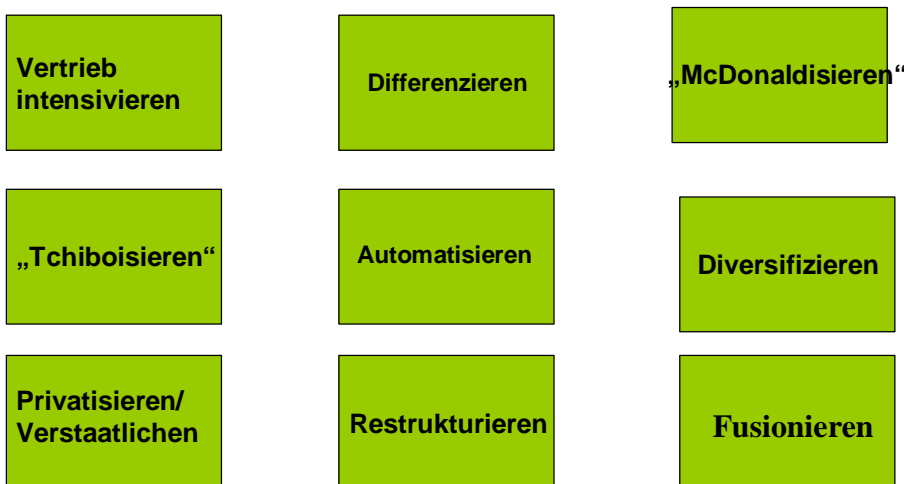 Vertrieb
intensivieren
Differenzieren
„McDonaldisieren“
„Tchiboisieren“
Automatisieren
Diversifizieren
Privatisieren/
Verstaatlichen
Restrukturieren
Fusionieren